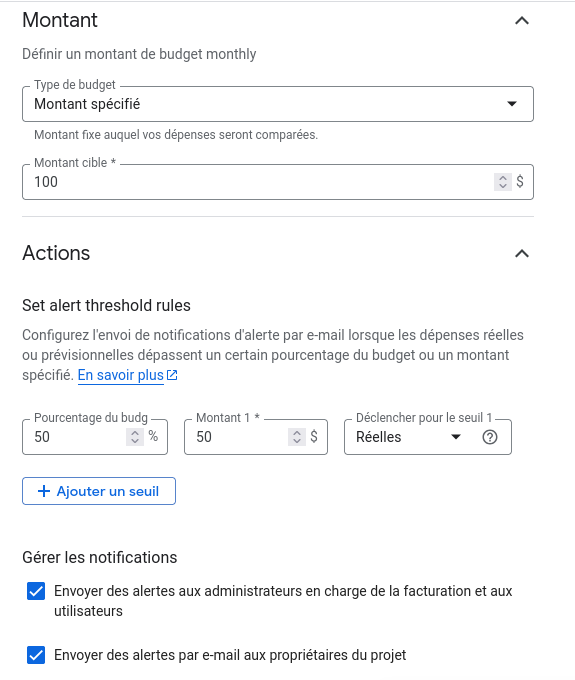 Montant
Définir un montant de budget monthly
Type de budget
Montant spécifié
Montant fixe auquel vos dépenses seront comparées.
Montant cible *
100 $
Actions
Set alert threshold rules
Configurez l'envoi de notifications d'alerte par e-mail lorsque les dépenses réelles
ou prévisionnelles dépassent un certain pourcentage du budget ou un montant
spécifié. En savoir plus
Pourcentage du budg Montant 1 * Déclencher pour le seuil 1
50 % 50 $ Réelles
+ Ajouter un seuil
Gérer les notifications
Envoyer des alertes aux administrateurs en charge de la facturation et aux
utilisateurs
Envoyer des alertes par e-mail aux propriétaires du projet